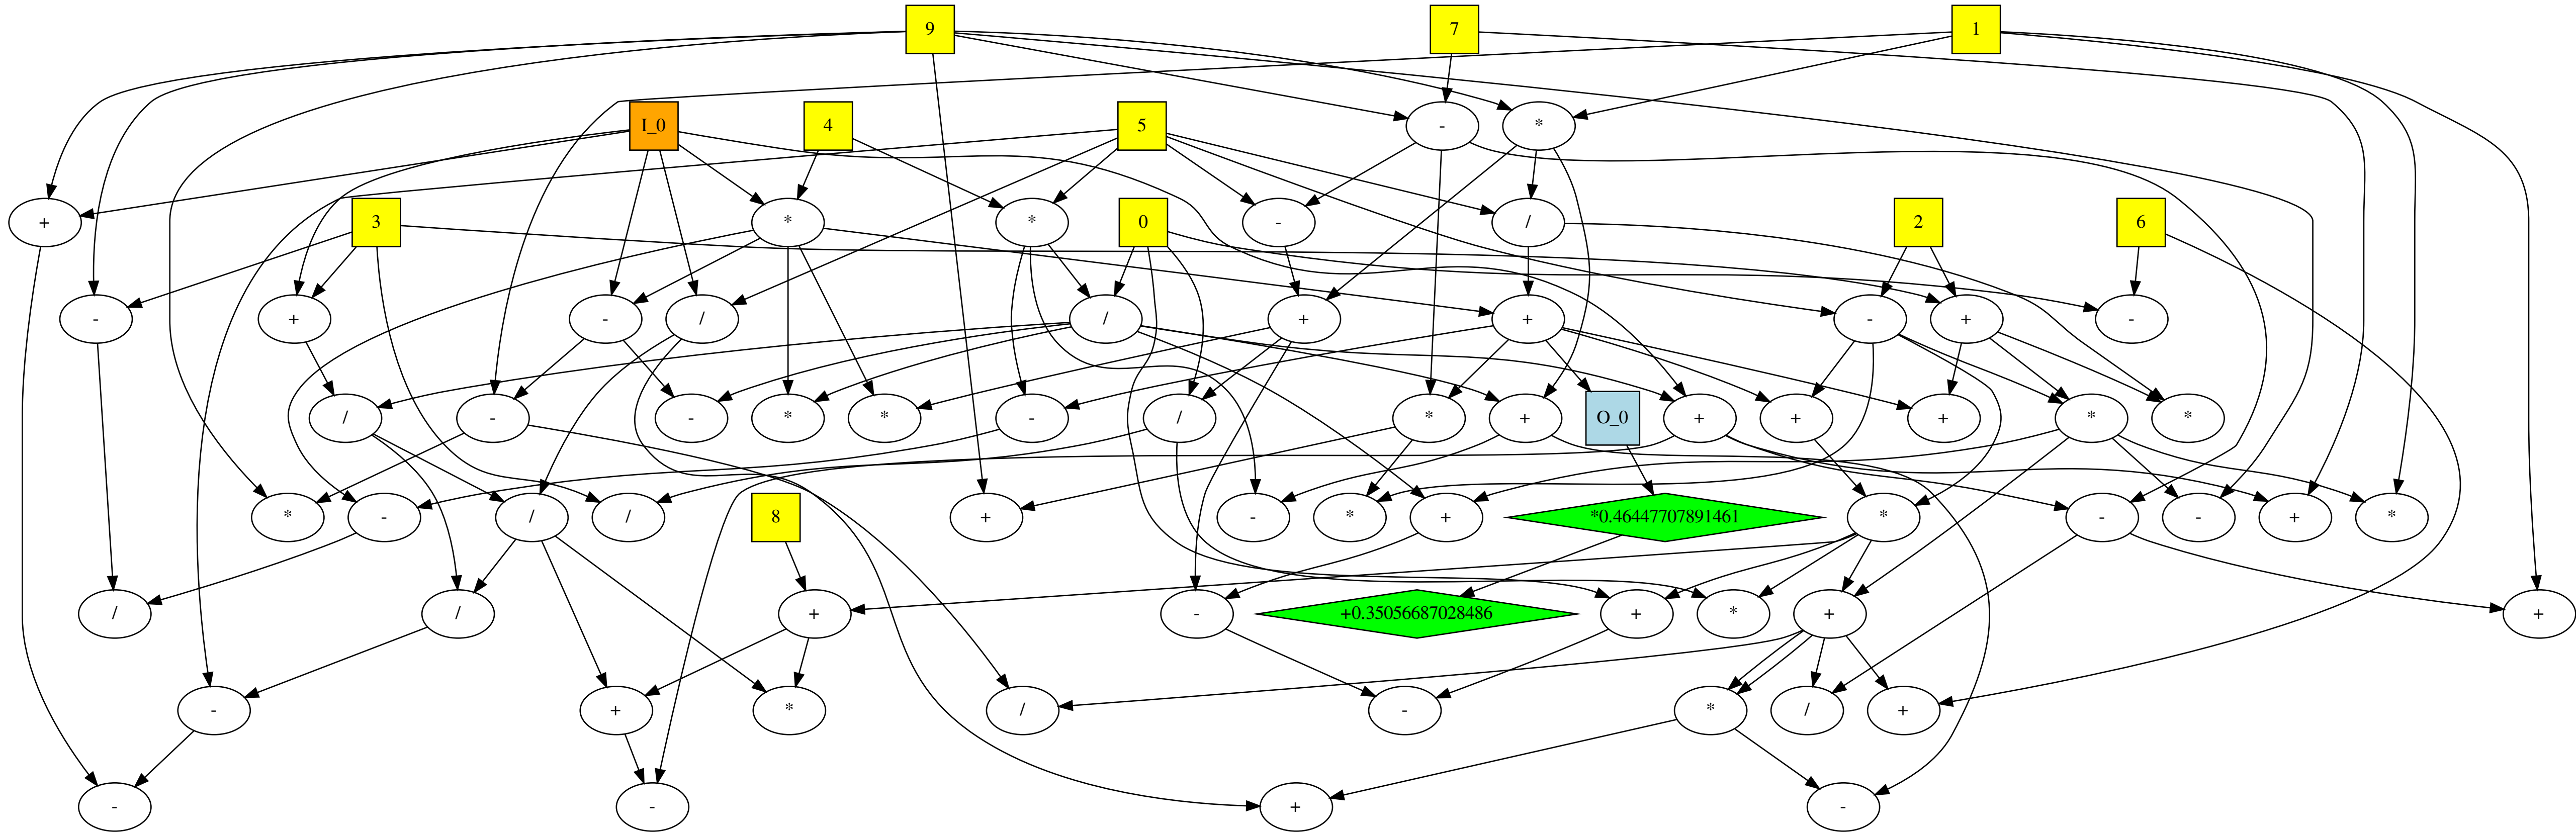 9 7 1
I_0 4 5 - *
+ 3 * * 0 - / 2 6
- + - / / + + - + -
/ - - * * - / * + O_0 + + + * *
* - / / 8 + - * + *0.46447707891461 * - - + *
/ / + - +0.35056687028486 + * + +
- + * / - * / +
- - + -